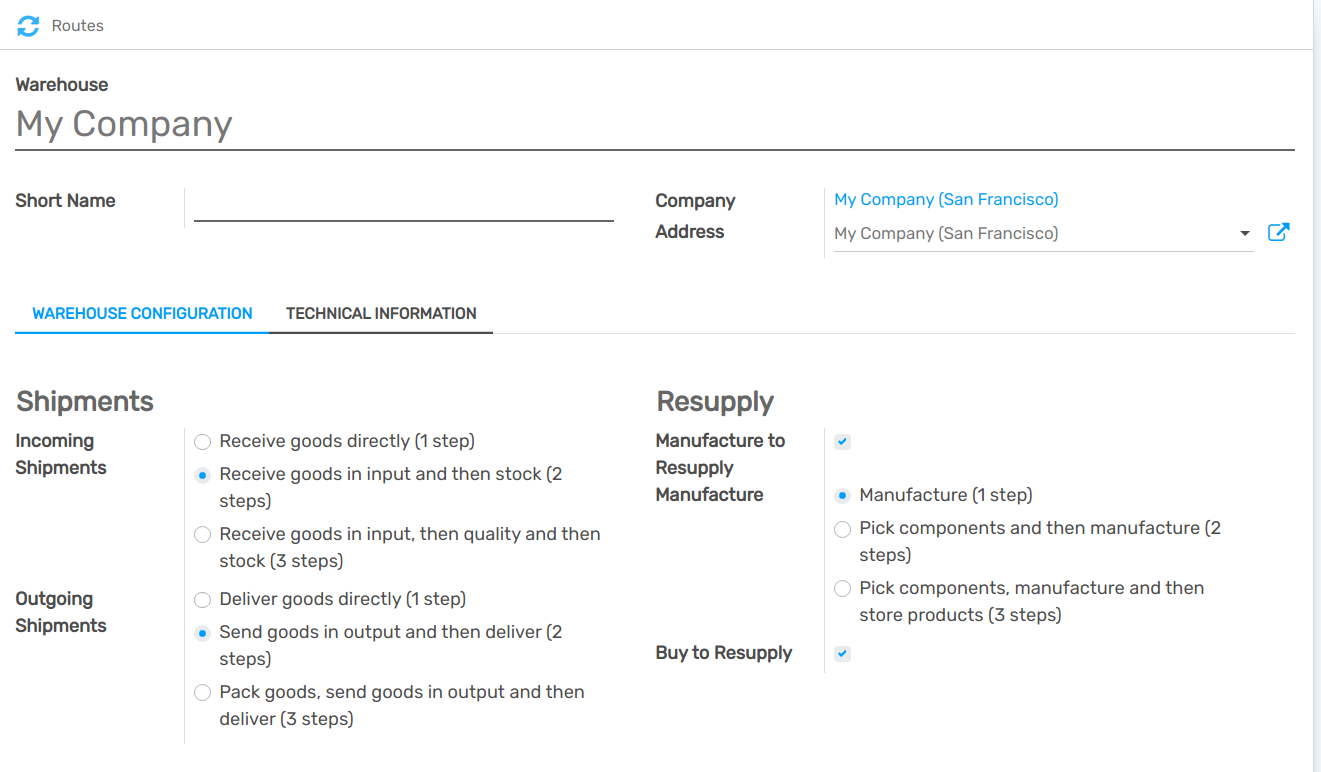 Routes
Warehouse
My Company
Short Name
Company
My Company (San Francisco)
Address
My Company (San Francisco)
WAREHOUSE CONFIGURATION
TECHNICAL INFORMATION
Shipments
Incoming
Shipments
Receive goods directly (1 step)
Receive goods in input and then stock (2
steps)
Receive goods in input, then quality and then
stock (3 steps)
Outgoing
Shipments
Deliver goods directly (1 step)
Send goods in output and then deliver (2
steps)
Pack goods, send goods in output and then
deliver (3 steps)
Resupply
Manufacture to
Resupply
Manufacture
Manufacture (1 step)
Pick components and then manufacture (2
steps)
Pick components, manufacture and then
store products (3 steps)
Buy to Resupply